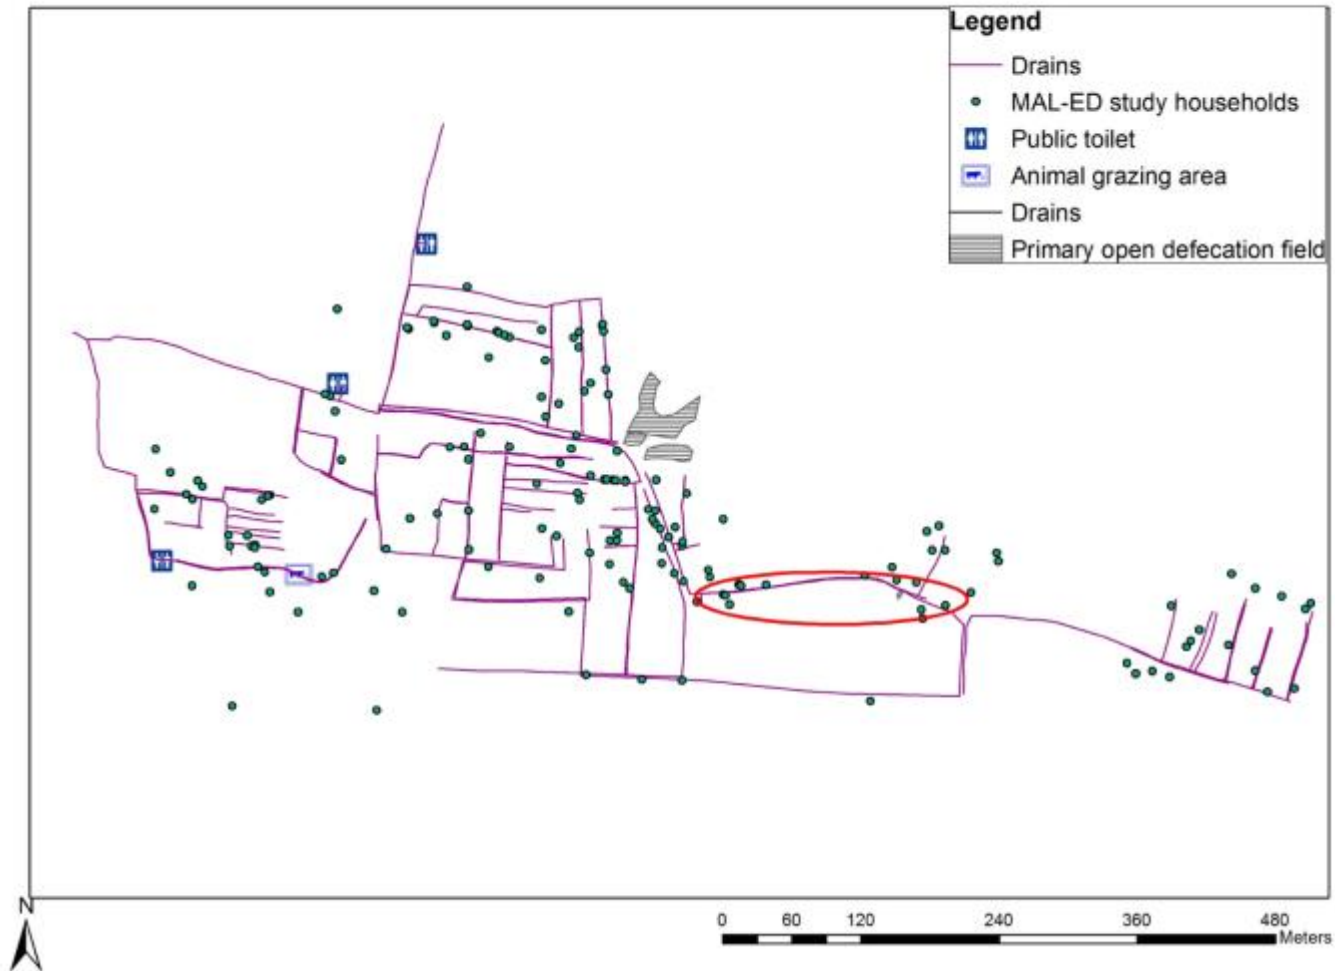 Legend
Drains
MAL-ED study households
Public toilet
Animal grazing area
Drains
Primary open defecation field
N
0 60 120 240 360 480
Meters